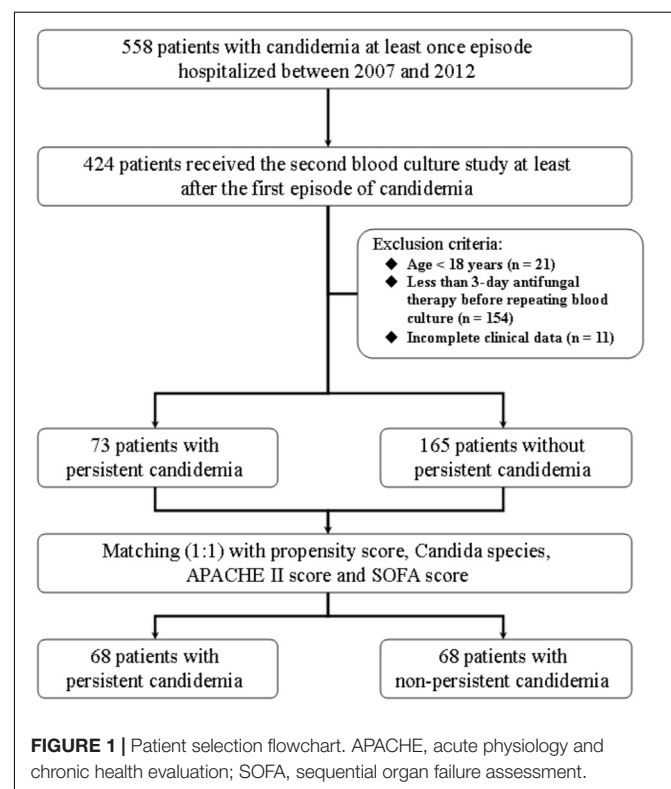 558 patients with candidemia at least once episode
hospitalized between 2007 and 2012
424 patients received the second blood culture study at least
after the first episode of candidemia
Exclusion criteria:
◆ Age < 18 years (n = 21)
◆ Less than 3-day antifungal
therapy before repeating blood
culture (n = 154)
◆ Incomplete clinical data (n = 11)
73 patients with
persistent candidemia
165 patients without
persistent candidemia
Matching (1:1) with propensity score, Candida species,
APACHE II score and SOFA score
68 patients with
persistent candidemia
68 patients with
non-persistent candidemia
FIGURE 1 | Patient selection flowchart. APACHE, acute physiology and
chronic health evaluation; SOFA, sequential organ failure assessment.